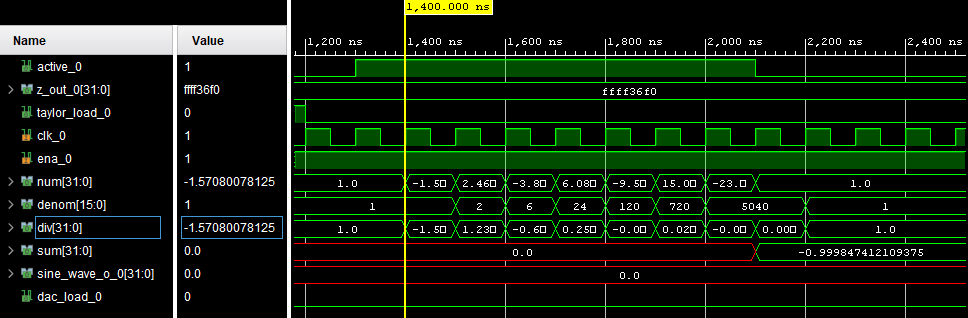 1,400.000 ns
Name Value 1,200 ns 1,400 ns 1,600 ns 1,800 ns 2,000 ns 2,200 ns 2,400 ns
active_0 1
z_out_0[31:0] ffff36f0 ffff36f0
taylor_load_0 0
clk_0 1
ena_0 1
num[31:0] -1.57080078125 1.0 -1.5▯ 2.46▯ -3.8▯ 6.08▯ -9.5▯ 15.0▯ -23.▯ 1.0
denom[15:0] 1 1 2 6 24 120 720 5040 1
div[31:0] -1.57080078125 1.0 -1.5▯ 1.23▯ -0.6▯ 0.25▯ -0.0▯ 0.02▯ -0.0▯ 0.00▯ 1.0
sum[31:0] 0.0 0.0 -0.999847412109375
sine_wave_o_0[31:0] 0.0 0.0
dac_load_0 0